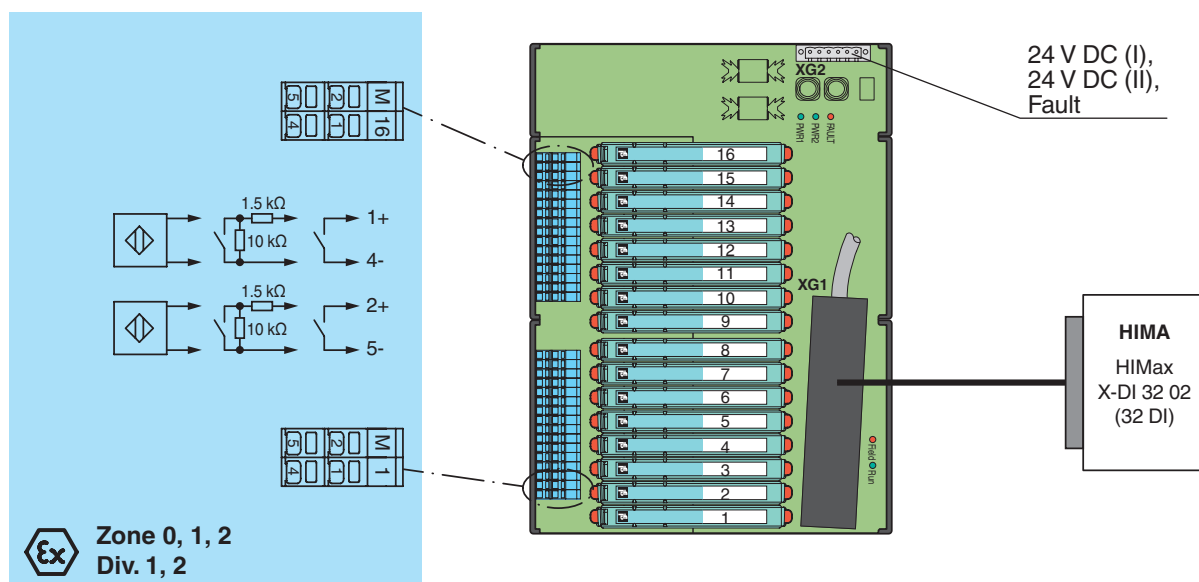 5 2 M
4 1 16
1.5 kΩ
10 kΩ
1+
4-
1.5 kΩ
10 kΩ
2+
5-
5 2 M
4 1 1
Ex
Zone 0, 1, 2
Div. 1, 2
XG2
PWR1
PWR2
FAULT
24 V DC (I),
24 V DC (II),
Fault
16
15
14
13
12
11
10
9
8
7
6
5
4
3
2
1
XG1
Field
Run
HIMA
HIMax
X-DI 32 02
(32 DI)